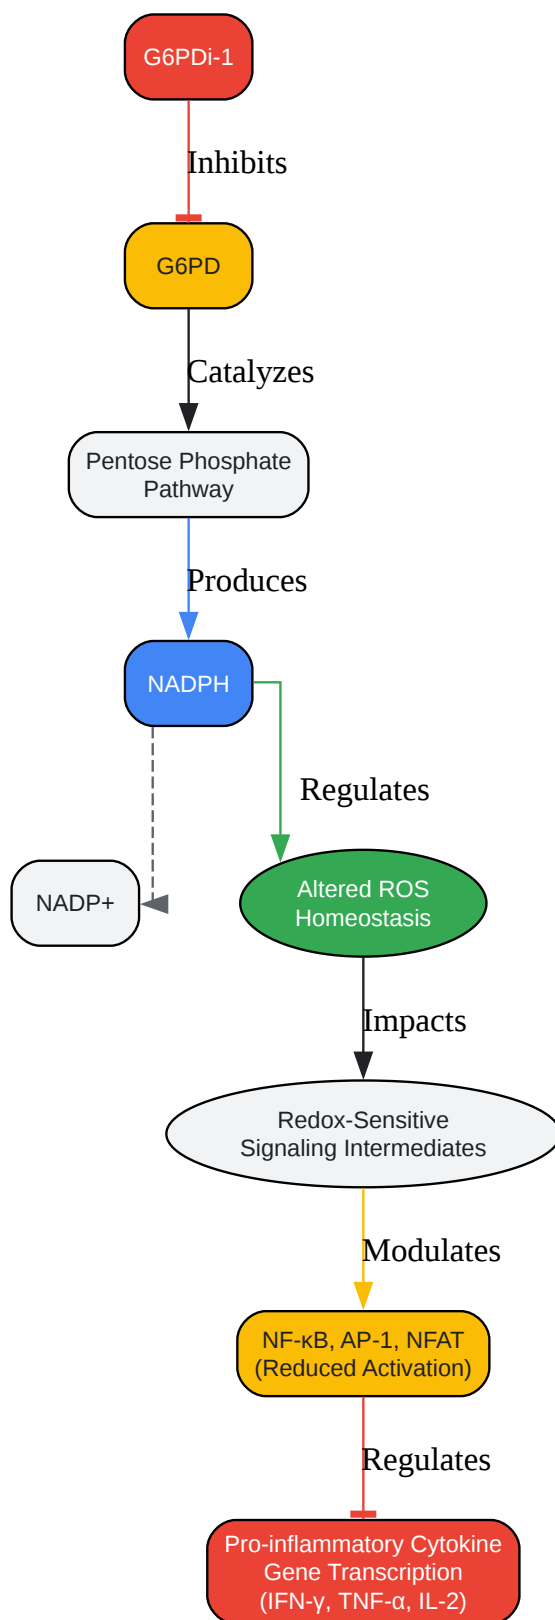 G6PDi-1
Inhibits
G6PD
Catalyzes
Pentose Phosphate
Pathway
Produces
NADPH
Regulates
NADP+
Altered ROS
Homeostasis
Impacts
Redox-Sensitive
Signaling Intermediates
Modulates
NF-κB, AP-1, NFAT
(Reduced Activation)
Regulates
Pro-inflammatory Cytokine
Gene Transcription
(IFN-γ, TNF-α, IL-2)